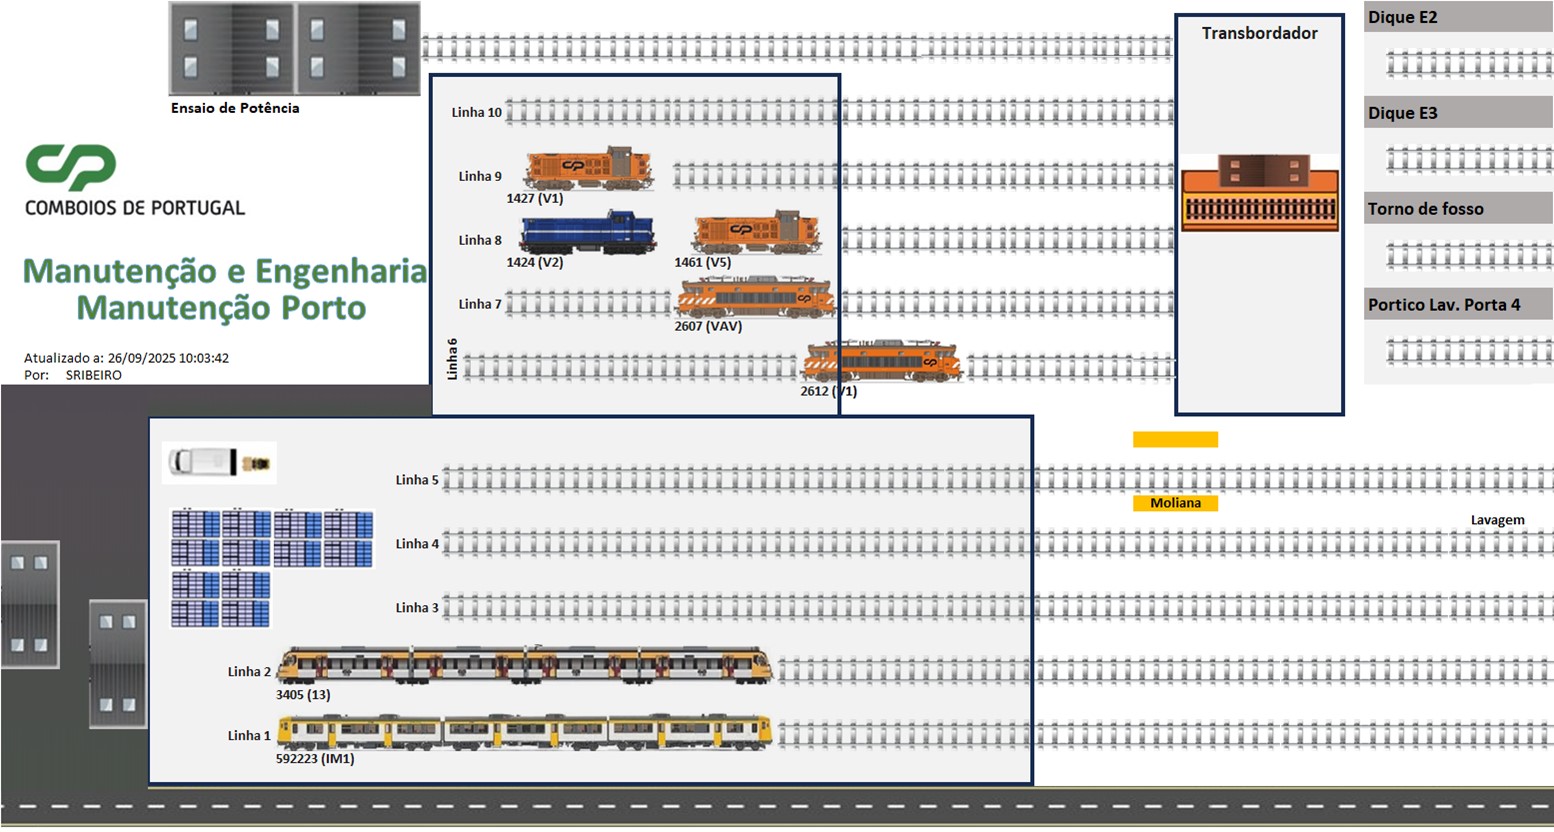 Ensaio de Potência
CP
COMBOIOS DE PORTUGAL
Manutenção e Engenharia
Manutenção Porto
Atualizado a: 26/09/2025 10:03:42
Por: SRIBEIRO
Linha 10
Linha 9
1427 (V1)
Linha 8
1424 (V2)
1461 (V5)
Linha 7
2607 (VAV)
Linha 6
2612 (V1)
Transbordador
Dique E2
Dique E3
Torno de fosso
Portico Lav. Porta 4
Linha 5
Moliana
Lavagem
Linha 4
Linha 3
Linha 2
3405 (13)
Linha 1
592223 (IM1)